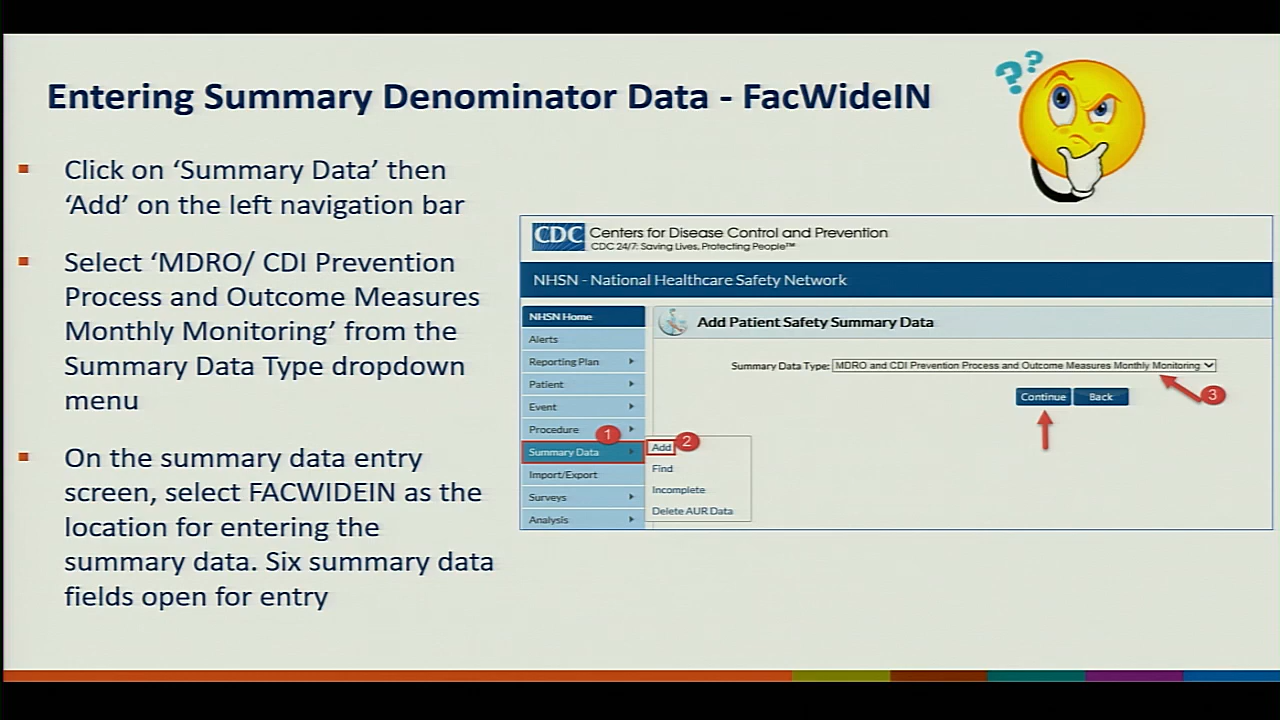 Entering Summary Denominator Data - FacWideIN
Click on ‘Summary Data’ then
‘Add’ on the left navigation bar
Select ‘MDRO/ CDI Prevention
Process and Outcome Measures
Monthly Monitoring’ from the
Summary Data Type dropdown
menu
On the summary data entry
screen, select FACWIDEIN as the
location for entering the
summary data. Six summary data
fields open for entry
??
CDC Centers for Disease Control and Prevention
CDC 24/7: Saving Lives. Protecting People™
NHSN - National Healthcare Safety Network
NHSN Home
Alerts
Reporting Plan
Patient
Event
Procedure
Summary Data
Import/Export
Surveys
Analysis
1
Add 2
Find
Incomplete
Delete AUR Data
Add Patient Safety Summary Data
Summary Data Type: MDRO and CDI Prevention Process and Outcome Measures Monthly Monitoring
3
Continue Back